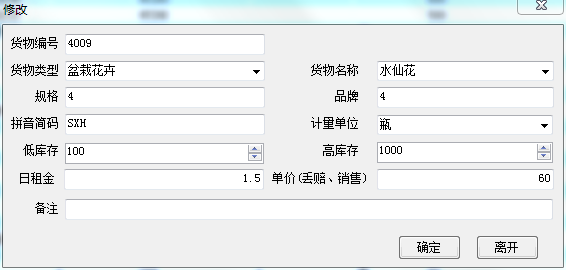 修改
货物编号 4009
货物类型 盆栽花卉 货物名称 水仙花
规格 4 品牌 4
拼音简码 SXH 计量单位 瓶
低库存 100 高库存 1000
日租金 1.5 单价(丢赔、销售) 60
备注
确定 离开